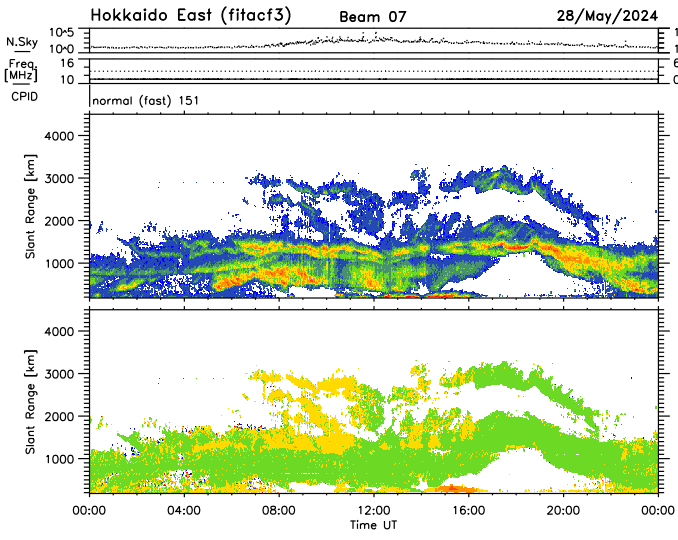 Hokkaido East (fitacf3) Beam 07 28/May/2024
N.Sky 10^5 10^0 1 1
Freq. [MHz] 16 10 6 0
CPID normal (fast) 151
Slant Range [km] 4000 3000 2000 1000
Slant Range [km] 4000 3000 2000 1000
00:00 04:00 08:00 12:00 16:00 20:00 00:00
Time UT